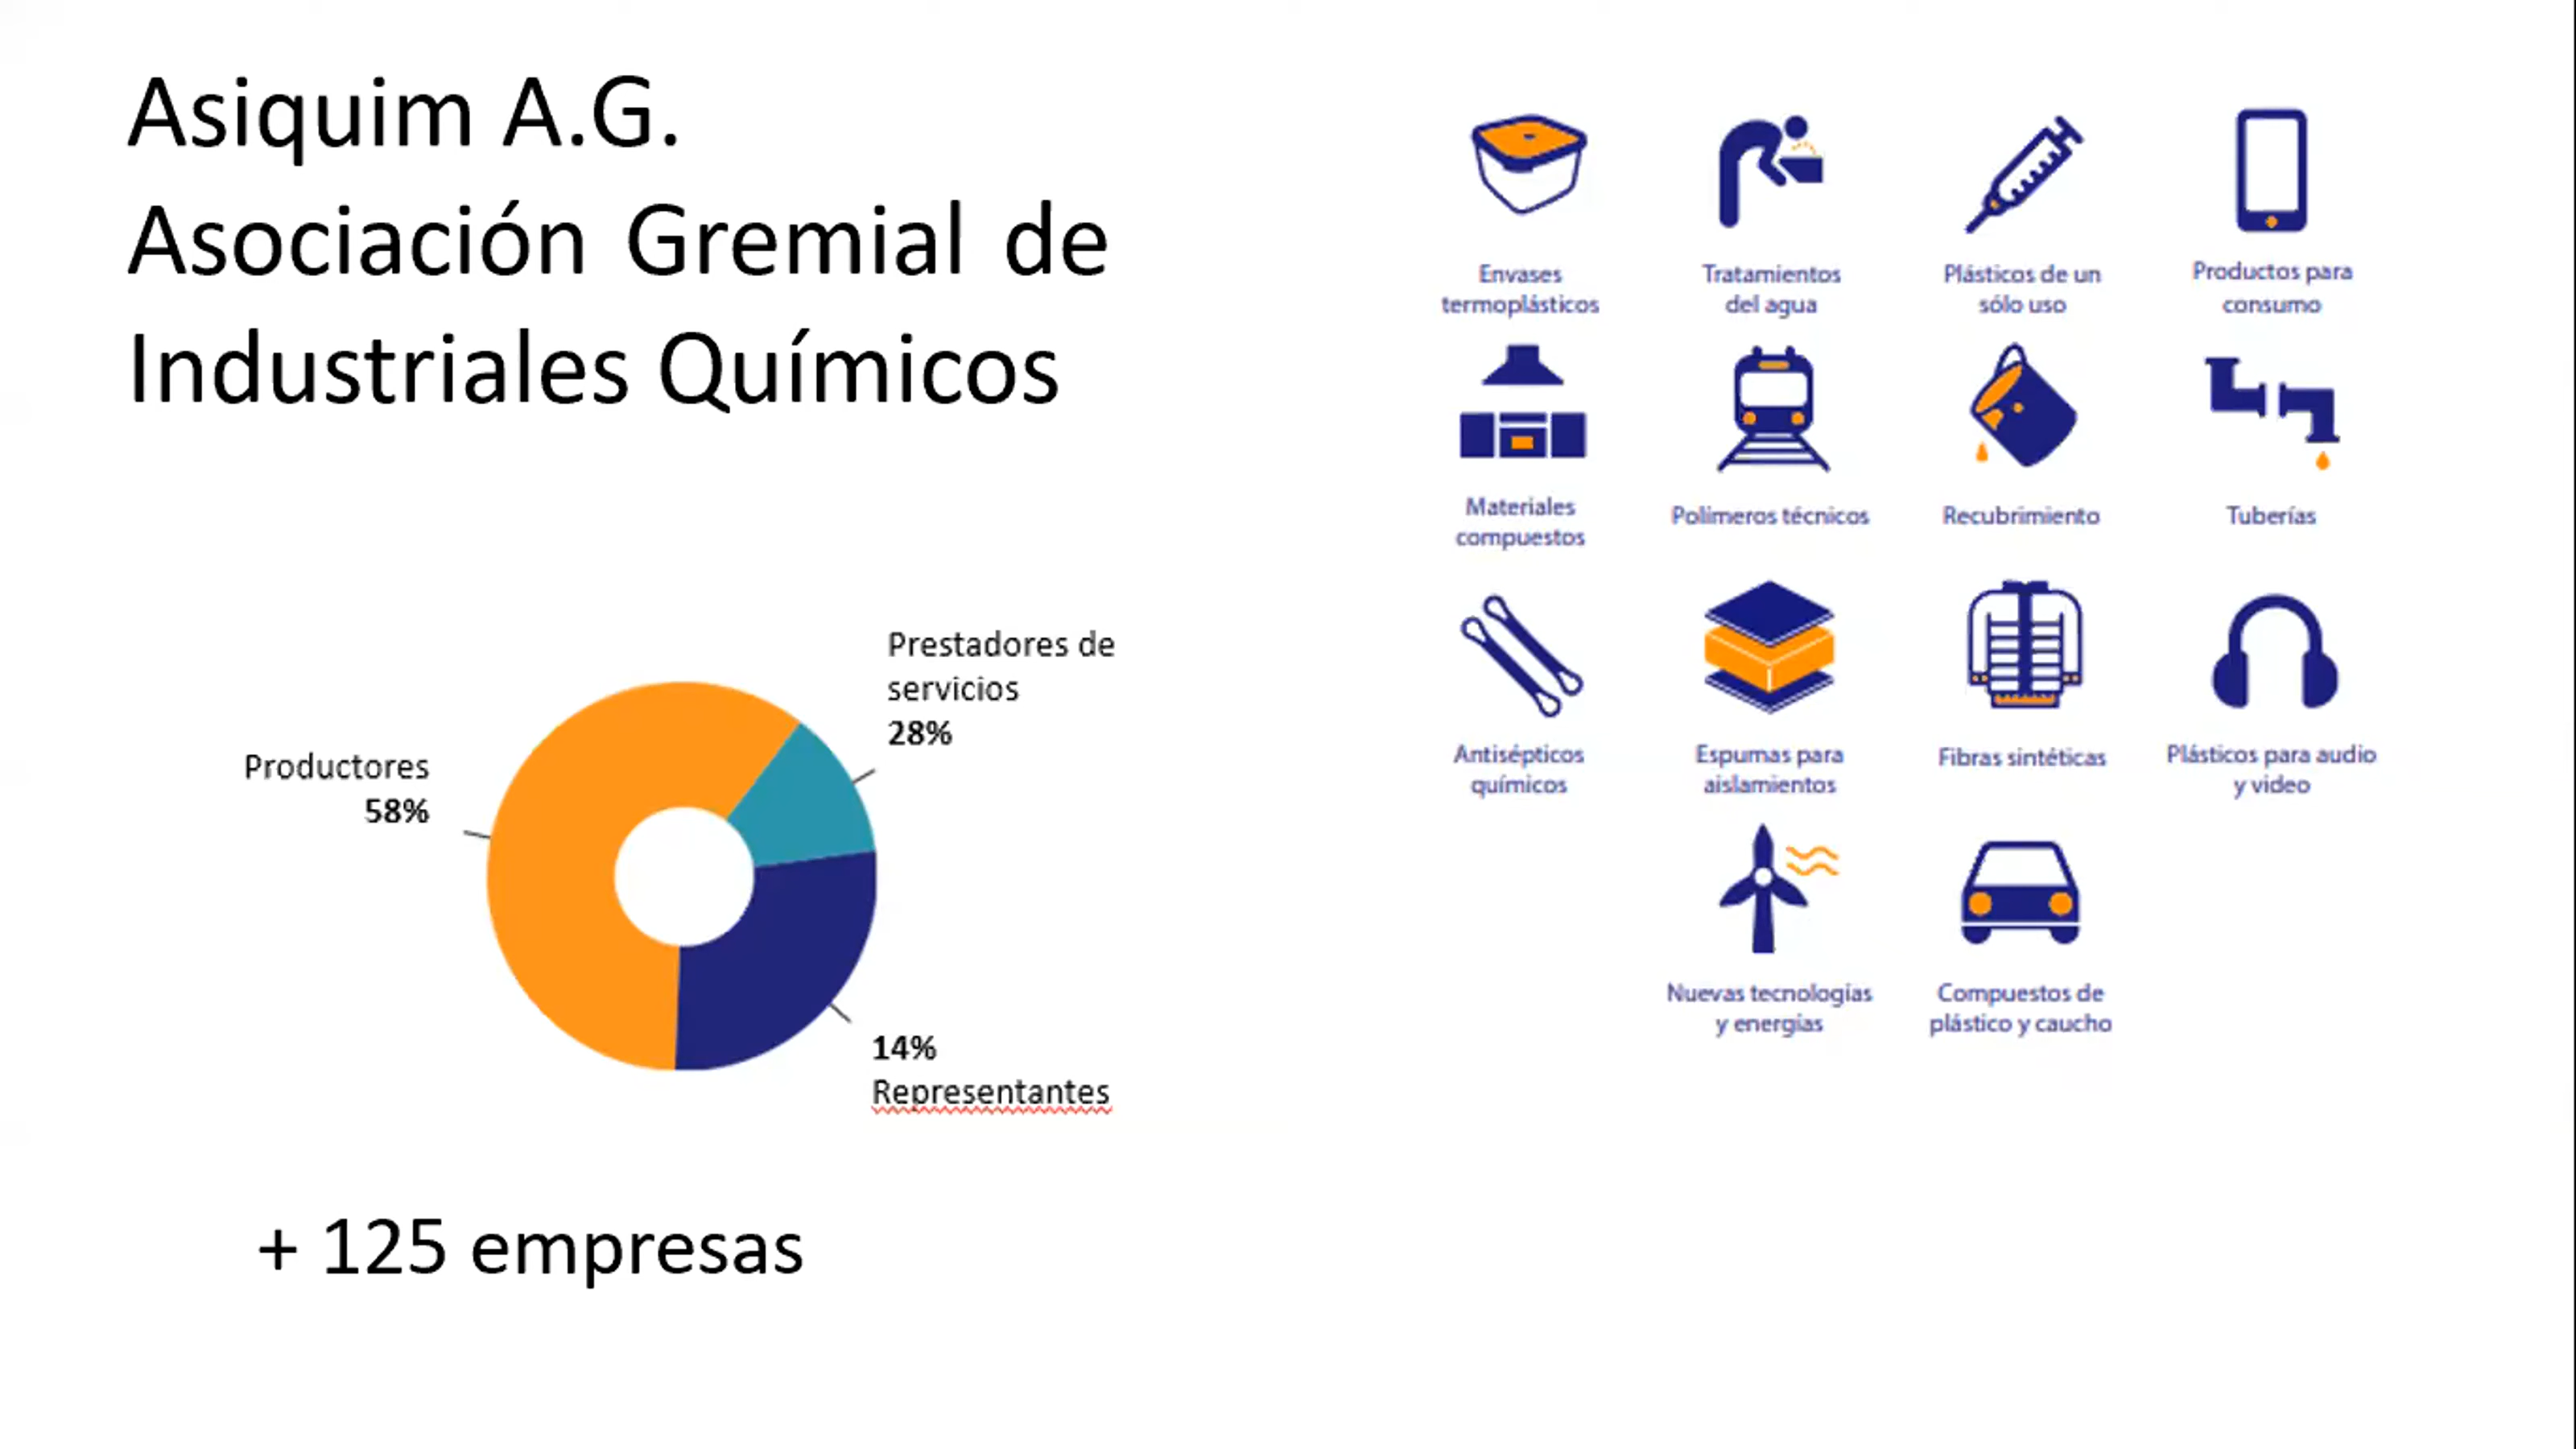 Asiquim A.G.
Asociación Gremial de
Industriales Químicos
Prestadores de
servicios
28%
Productores
58%
14%
Representantes
+ 125 empresas
Envases
termoplásticos
Tratamientos
del agua
Plásticos de un
sólo uso
Productos para
consumo
Materiales
compuestos
Polímeros técnicos
Recubrimiento
Tuberías
Antisépticos
químicos
Espumas para
aislamientos
Fibras sintéticas
Plásticos para audio
y video
Nuevas tecnologías
y energías
Compuestos de
plástico y caucho